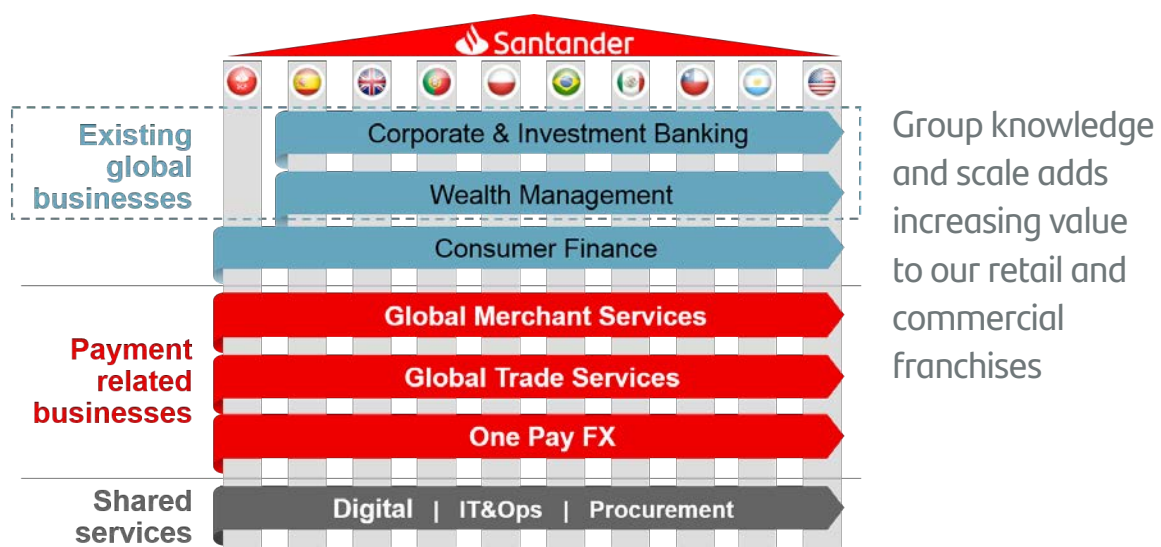 Santander
Existing
global
businesses
Corporate & Investment Banking
Wealth Management
Consumer Finance
Payment
related
businesses
Global Merchant Services
Global Trade Services
One Pay FX
Shared
services
Digital | IT&Ops | Procurement
Group knowledge
and scale adds
increasing value
to our retail and
commercial
franchises